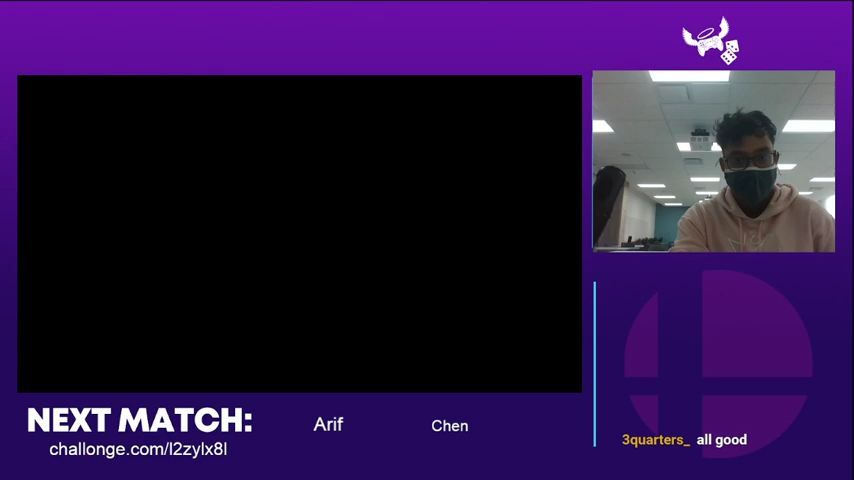 NEXT MATCH:
Arif
Chen
challonge.com/l2zylx8l
3quarters_ all good